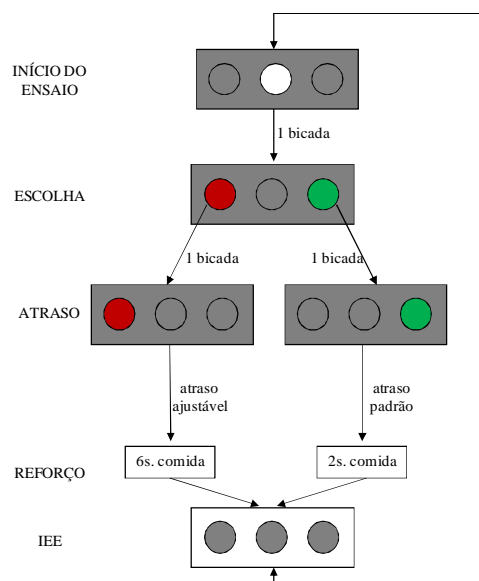 INÍCIO DO
ENSAIO
1 bicada
ESCOLHA
1 bicada
1 bicada
ATRASO
atraso
ajustável
atraso
padrão
REFORÇO
6s. comida
2s. comida
IEE